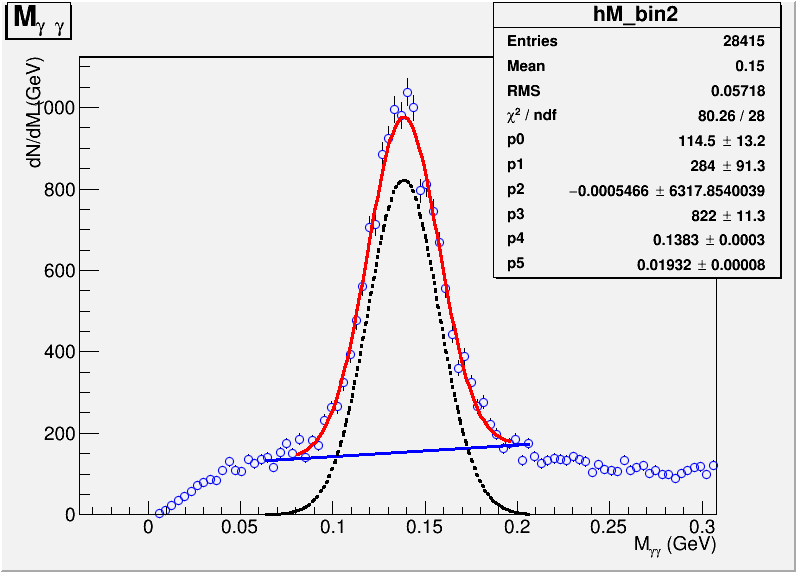 M_γγ
hM_bin2
Entries 28415
Mean 0.15
RMS 0.05718
χ² / ndf 80.26 / 28
p0 114.5 ± 13.2
p1 284 ± 91.3
p2 −0.0005466 ± 6317.8540039
p3 822 ± 11.3
p4 0.1383 ± 0.0003
p5 0.01932 ± 0.00008
dN/dM (GeV)
1000
800
600
400
200
0
0 0.05 0.1 0.15 0.2 0.25 0.3
M_γγ (GeV)